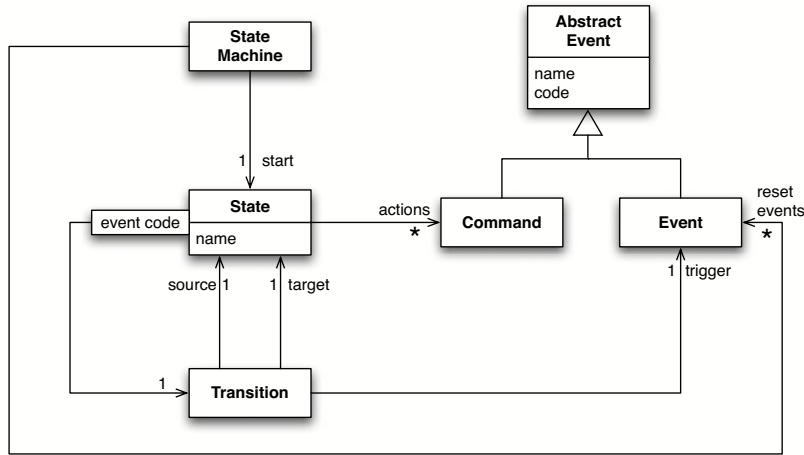 State
Machine
Abstract
Event
name
code
1 start
reset
events
*
event code
State
name
actions
*
Command
Event
source 1
1 target
1 trigger
1
Transition